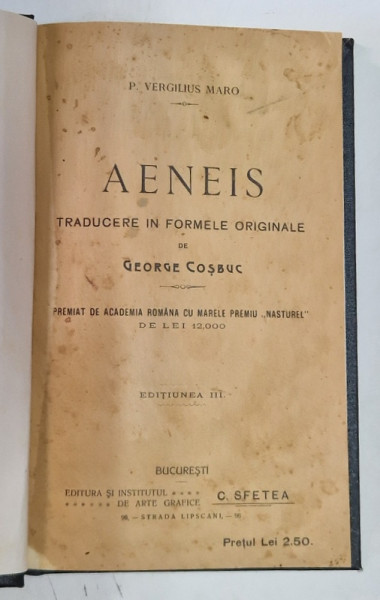 P. VERGILIUS MARO
AENEIS
TRADUCERE IN FORMELE ORIGINALE
DE
GEORGE COȘBUC
PREMIAT DE ACADEMIA ROMÂNA CU MARELE PREMIU „NASTUREL”
DE LEI 12.000
EDIȚIUNEA III.
BUCUREȘTI
EDITURA ȘI INSTITUTUL
DE ARTE GRAFICE C. SFETEA
— STRADA LIPSCANI, —
Prețul Lei 2.50.